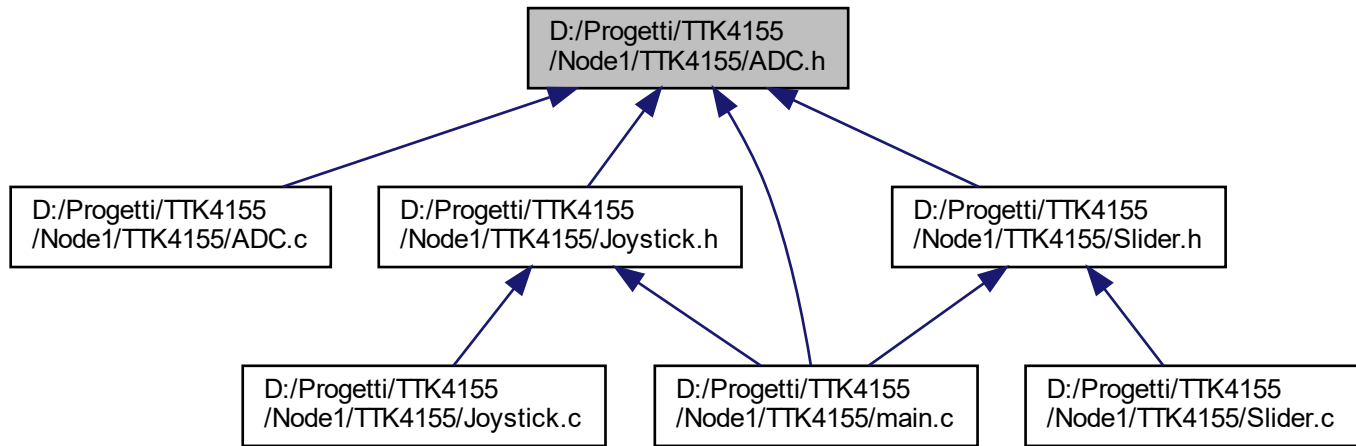 D:/Progetti/TTK4155
/Node1/TTK4155/ADC.h
D:/Progetti/TTK4155
/Node1/TTK4155/ADC.c
D:/Progetti/TTK4155
/Node1/TTK4155/Joystick.h
D:/Progetti/TTK4155
/Node1/TTK4155/Slider.h
D:/Progetti/TTK4155
/Node1/TTK4155/Joystick.c
D:/Progetti/TTK4155
/Node1/TTK4155/main.c
D:/Progetti/TTK4155
/Node1/TTK4155/Slider.c